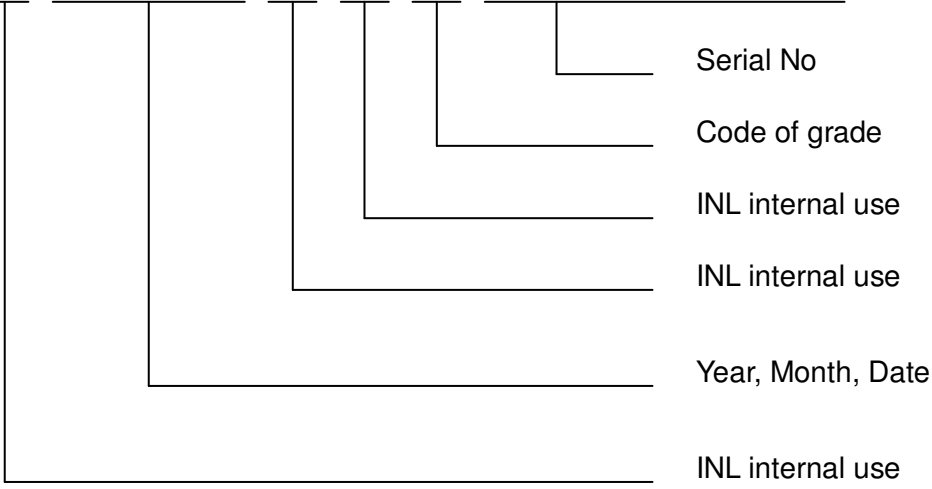 Serial No
Code of grade
INL internal use
INL internal use
Year, Month, Date
INL internal use